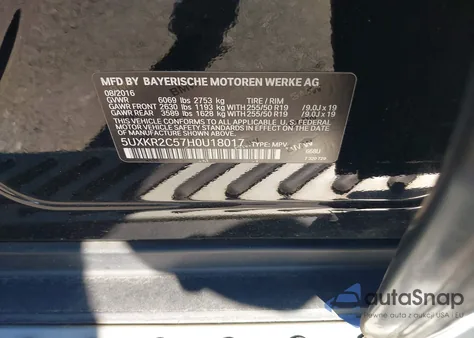 MFD BY BAYERISCHE MOTOREN WERKE AG
08/2016
GVWR 6069 lbs 2753 kg TIRE / RIM
GAWR FRONT 2630 lbs 1193 kg WITH 255/50 R19 /9.0J x 19
GAWR REAR 3589 lbs 1628 kg WITH 255/50 R19 /9.0J x 19
THIS VEHICLE CONFORMS TO ALL APPLICABLE U. S. FEDERAL
MOTOR VEHICLE SAFETY STANDARDS
IN EFFECT ON THE DATE OF MANUFACTURE SHOWN ABOVE.
5UXKR2C57H0U18017 TYPE: MPV
autoSnap